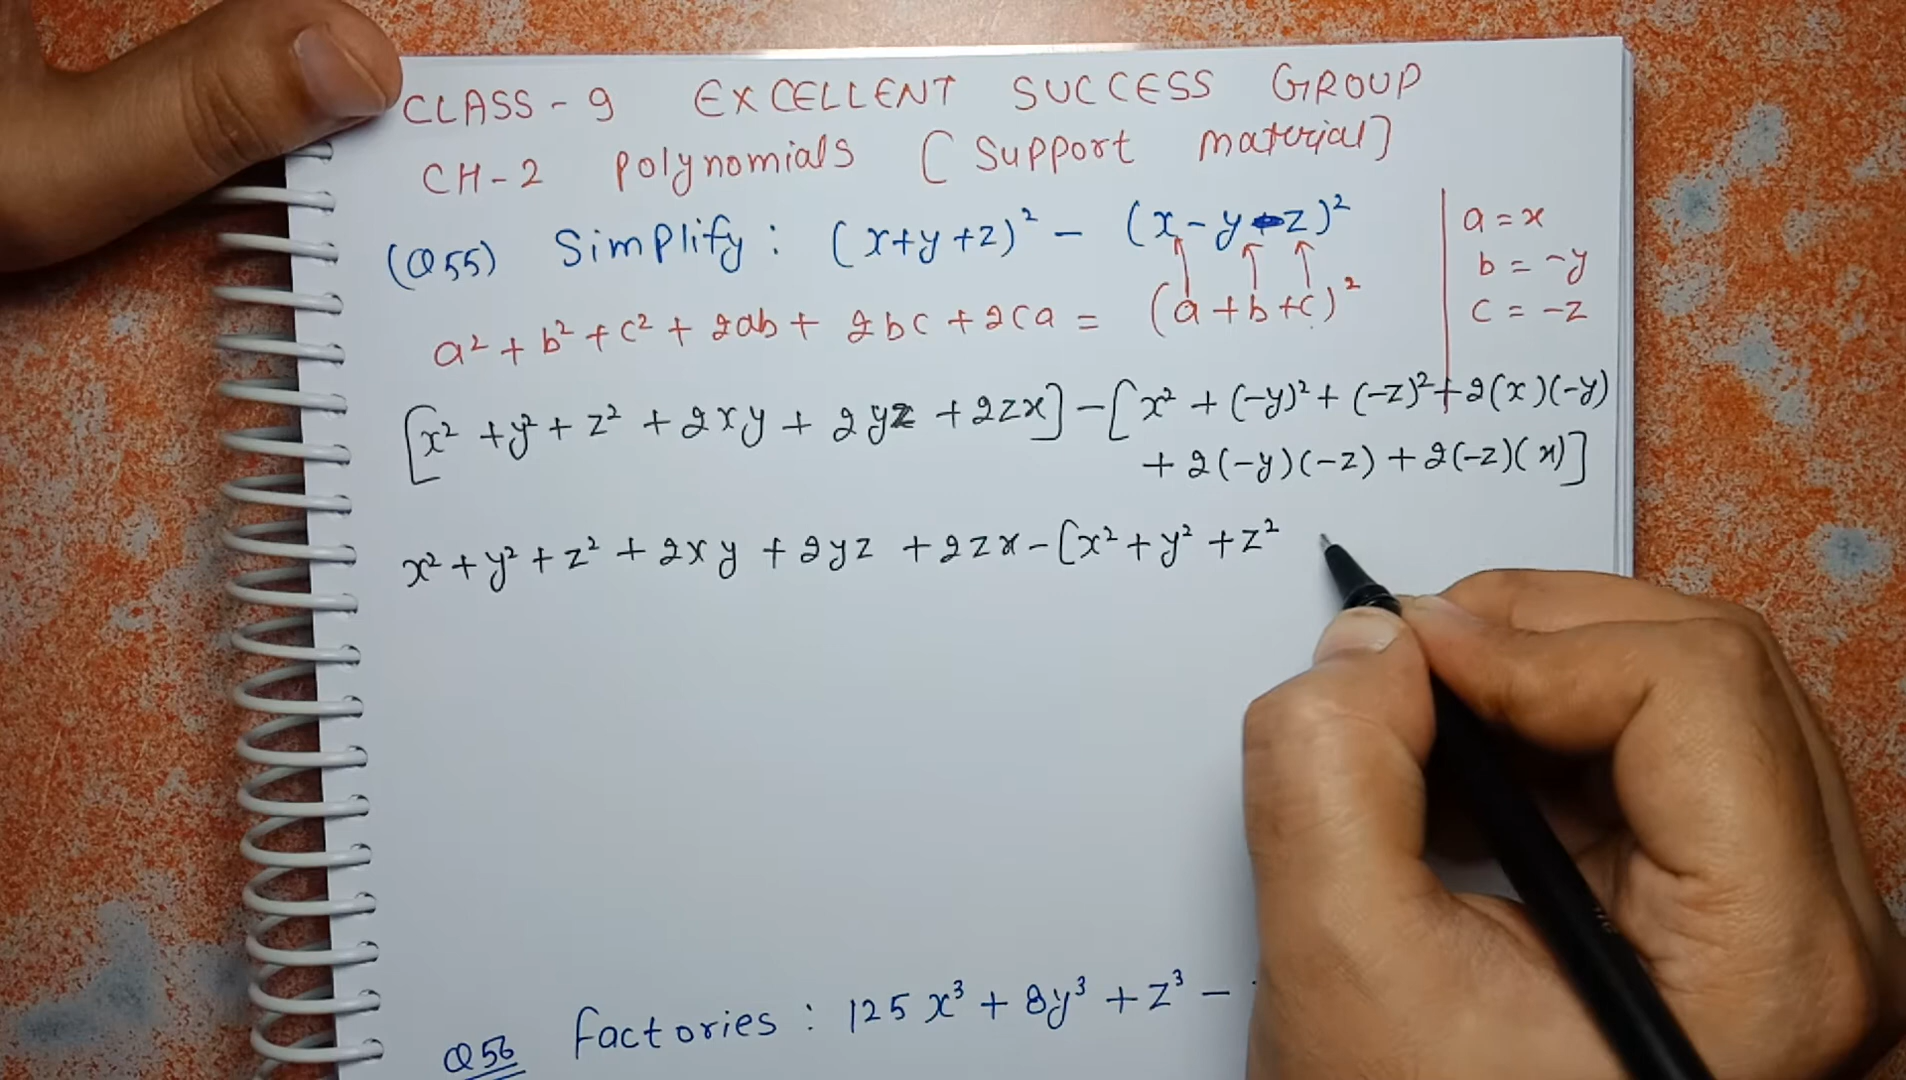 CLASS - 9 EXCELLENT SUCCESS GROUP
CH-2 Polynomials [Support material]
(Q55) Simplify: (x+y+z)² - (x-y-z)²
a=x
b=-y
c=-z
a²+b²+c²+2ab+2bc+2ca = (a+b+c)²
[x²+y²+z²+2xy+2yz+2zx]-[x²+(-y)²+(-z)²+2(x)(-y)
+2(-y)(-z)+2(-z)(x)]
x²+y²+z²+2xy+2yz+2zx-[x²+y²+z²
Q56 factories: 125x³+8y³+z³-